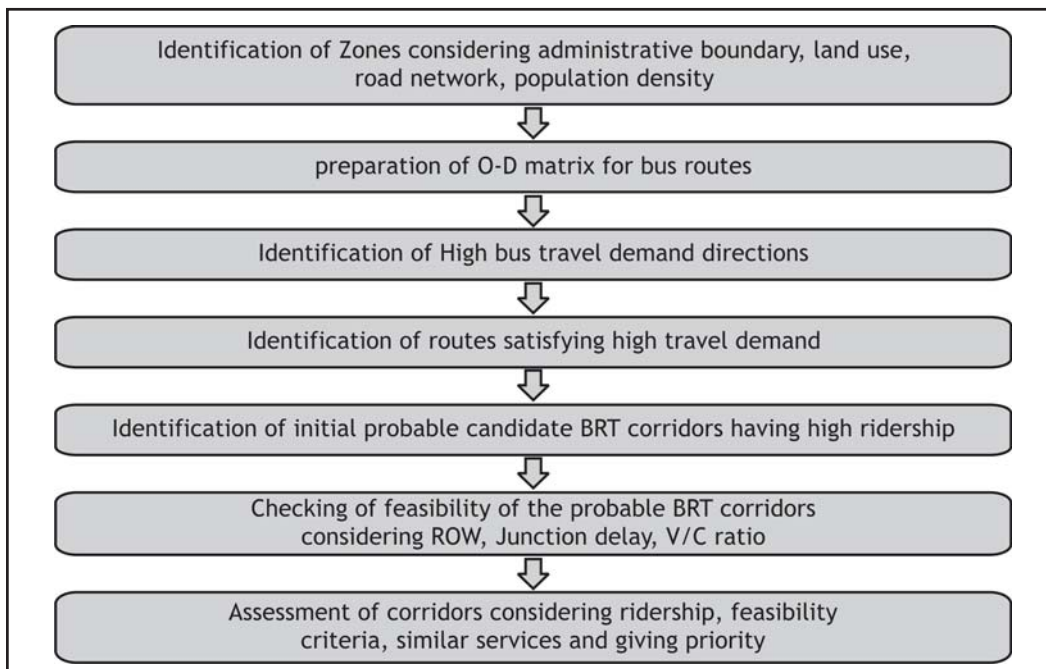 Identification of Zones considering administrative boundary, land use,
road network, population density
preparation of O-D matrix for bus routes
Identification of High bus travel demand directions
Identification of routes satisfying high travel demand
Identification of initial probable candidate BRT corridors having high ridership
Checking of feasibility of the probable BRT corridors
considering ROW, Junction delay, V/C ratio
Assessment of corridors considering ridership, feasibility
criteria, similar services and giving priority